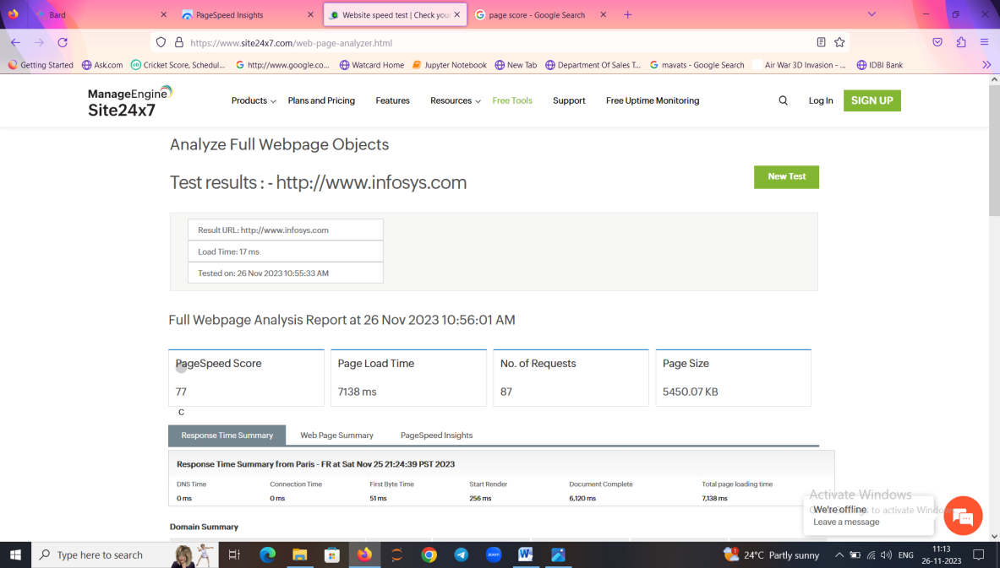 Bard
PageSpeed Insights
Website speed test | Check your
page score - Google Search
https://www.site24x7.com/web-page-analyzer.html
Getting Started Ask.com Cricket Score, Schedul... http://www.google.co... Watcard Home Jupyter Notebook New Tab Department Of Sales T... mavats - Google Search Air War 3D Invasion - ... IDBI Bank
ManageEngine
Site24x7
Products Plans and Pricing Features Resources Free Tools Support Free Uptime Monitoring Log In SIGN UP
Analyze Full Webpage Objects
Test results : - http://www.infosys.com
New Test
Result URL: http://www.infosys.com
Load Time: 17 ms
Tested on: 26 Nov 2023 10:55:33 AM
Full Webpage Analysis Report at 26 Nov 2023 10:56:01 AM
PageSpeed Score Page Load Time No. of Requests Page Size
77 7138 ms 87 5450.07 KB
C
Response Time Summary Web Page Summary PageSpeed Insights
Response Time Summary from Paris - FR at Sat Nov 25 21:24:39 PST 2023
DNS Time Connection Time First Byte Time Start Render Document Complete Total page loading time
0 ms 0 ms 51 ms 256 ms 6,120 ms 7,138 ms
Activate Windows
to activate Windows
We're offline
Leave a message
Domain Summary
Type here to search
zoom
W
1
24°C Partly sunny
ENG
11:13
26-11-2023